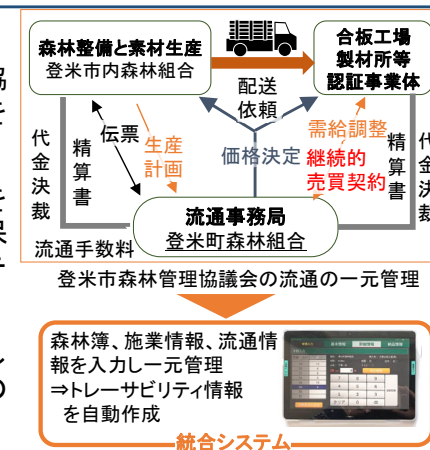 森林整備と素材生産
登米市内森林組合
合板工場
製材所等
認証事業体
配送
依頼
代金決裁
精算書
伝票
生産
計画
価格決定
需給調整
継続的
売買契約
精算書
代金決裁
流通事務局
登米町森林組合
流通手数料
登米市森林管理協議会の流通の一元管理
森林簿、施業情報、流通情
報を入力し一元管理
⇒トレーサビリティ情報
を自動作成
統合システム